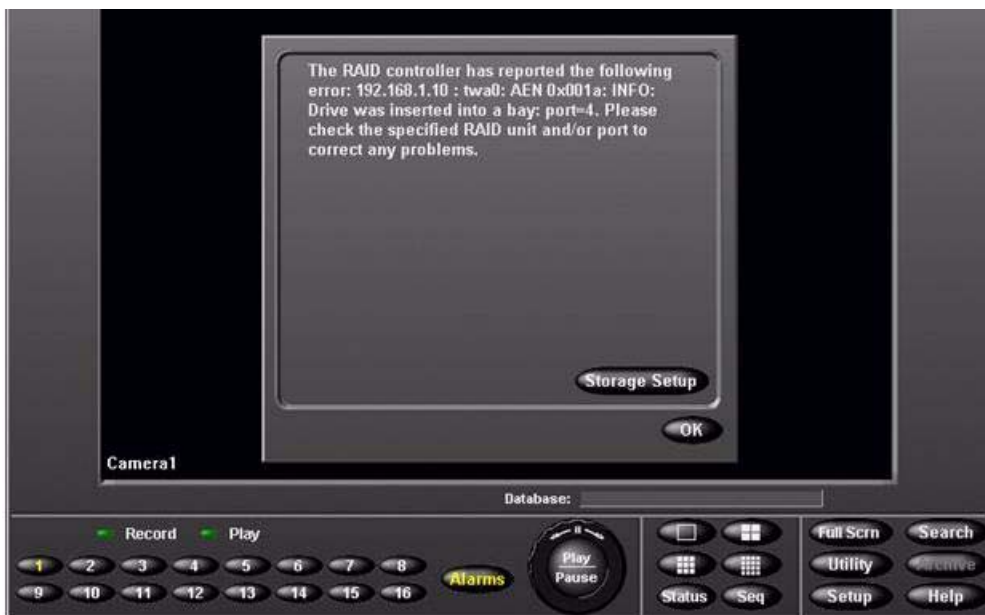 The RAID controller has reported the following
error: 192.168.1.10 : twa0: AEN 0x001a: INFO:
Drive was inserted into a bay: port=4. Please
check the specified RAID unit and/or port to
correct any problems.
Storage Setup
OK
Camera1
Database:
Record Play
1 2 3 4 5 6 7 8
9 10 11 12 13 14 15 16
Alarms
Play
Pause
Status Seq
Full Scrn Search
Utility Archive
Setup Help